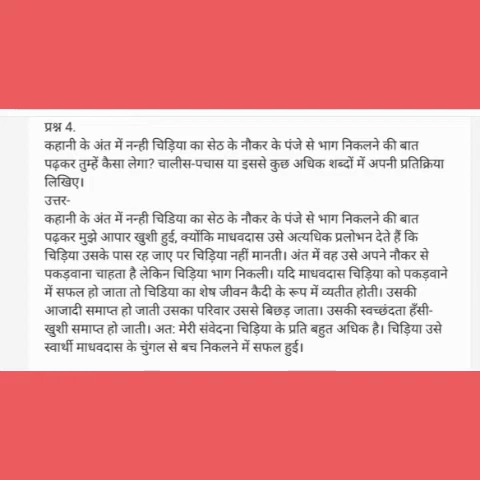 प्रश्न 4.
कहानी के अंत में नन्ही चिड़िया का सेठ के नौकर के पंजे से भाग निकलने की बात
पढ़कर तुम्हें कैसा लेगा? चालीस-पचास या इससे कुछ अधिक शब्दों में अपनी प्रतिक्रिया
लिखिए।
उत्तर-
कहानी के अंत में नन्ही चिडिया का सेठ के नौकर के पंजे से भाग निकलने की बात
पढ़कर मुझे आपार खुशी हुई, क्योंकि माधवदास उसे अत्यधिक प्रलोभन देते हैं कि
चिड़िया उसके पास रह जाए पर चिड़िया नहीं मानती। अंत में वह उसे अपने नौकर से
पकड़वाना चाहता है लेकिन चिड़िया भाग निकली। यदि माधवदास चिड़िया को पकड़वाने
में सफल हो जाता तो चिडिया का शेष जीवन कैदी के रूप में व्यतीत होती। उसकी
आजादी समाप्त हो जाती उसका परिवार उससे बिछड़ जाता। उसकी स्वच्छंदता हँसी-
खुशी समाप्त हो जाती। अत: मेरी संवेदना चिड़िया के प्रति बहुत अधिक है। चिड़िया उसे
स्वार्थी माधवदास के चुंगल से बच निकलने में सफल हुई।